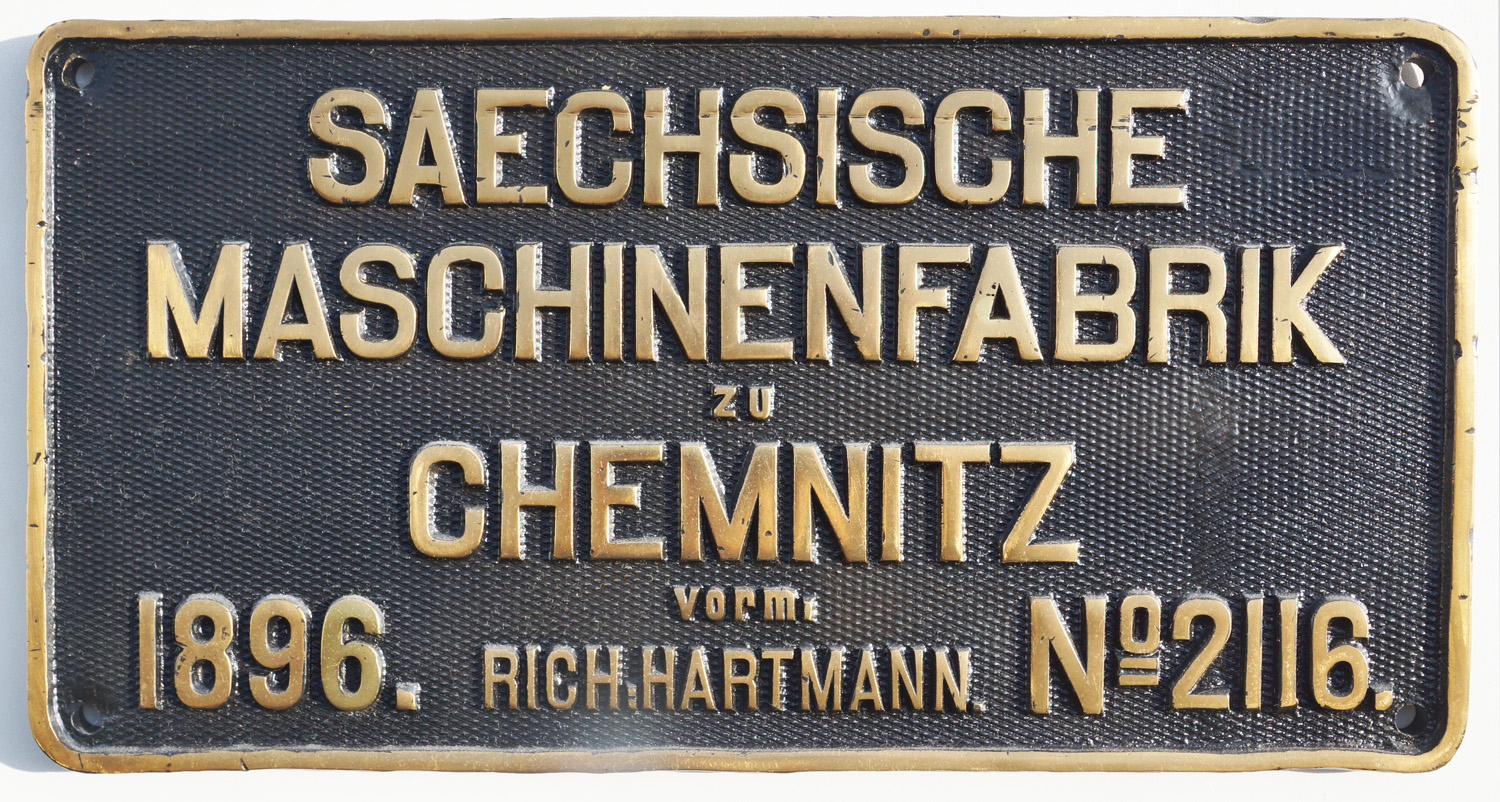 SAECHSISCHE
MASCHINENFABRIK
ZU
CHEMNITZ
vorm:
1896. RICH.HARTMANN. Nº2116.